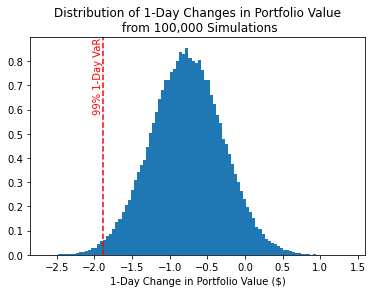 Distribution of 1-Day Changes in Portfolio Value
from 100,000 Simulations
99% 1-Day VaR
0.8
0.7
0.6
0.5
0.4
0.3
0.2
0.1
0.0
−2.5 −2.0 −1.5 −1.0 −0.5 0.0 0.5 1.0 1.5
1-Day Change in Portfolio Value ($)